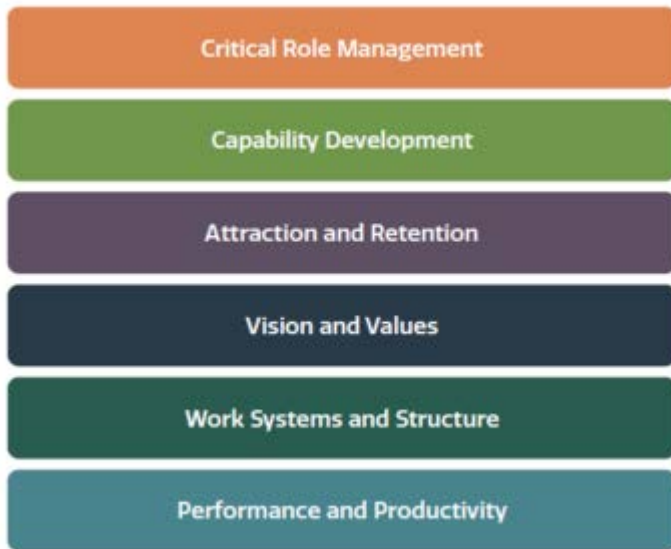 Critical Role Management
Capability Development
Attraction and Retention
Vision and Values
Work Systems and Structure
Performance and Productivity